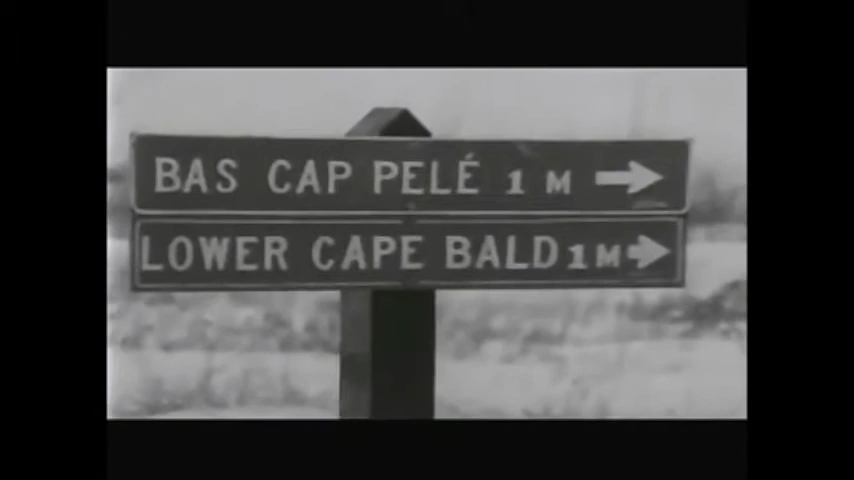 BAS CAP PELÉ 1 M →
LOWER CAPE BALD 1 M →